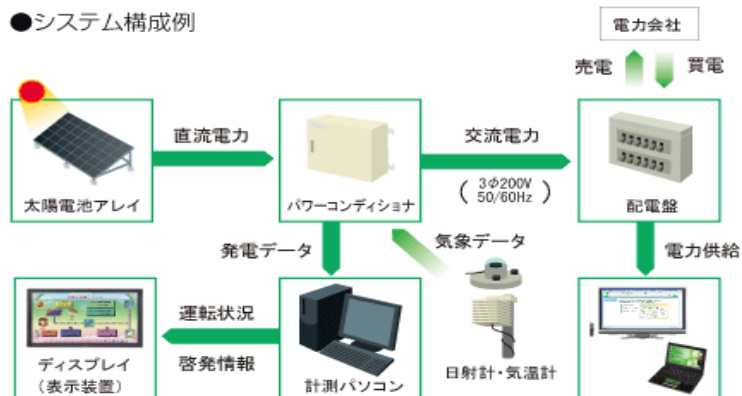 ●システム構成例
電力会社
売電
買電
直流電力
交流電力
(3φ200V
50/60Hz)
太陽電池アレイ
パワーコンディショナ
配電盤
発電データ
気象データ
電力供給
運転状況
啓発情報
ディスプレイ
(表示装置)
計測パソコン
日射計・気温計